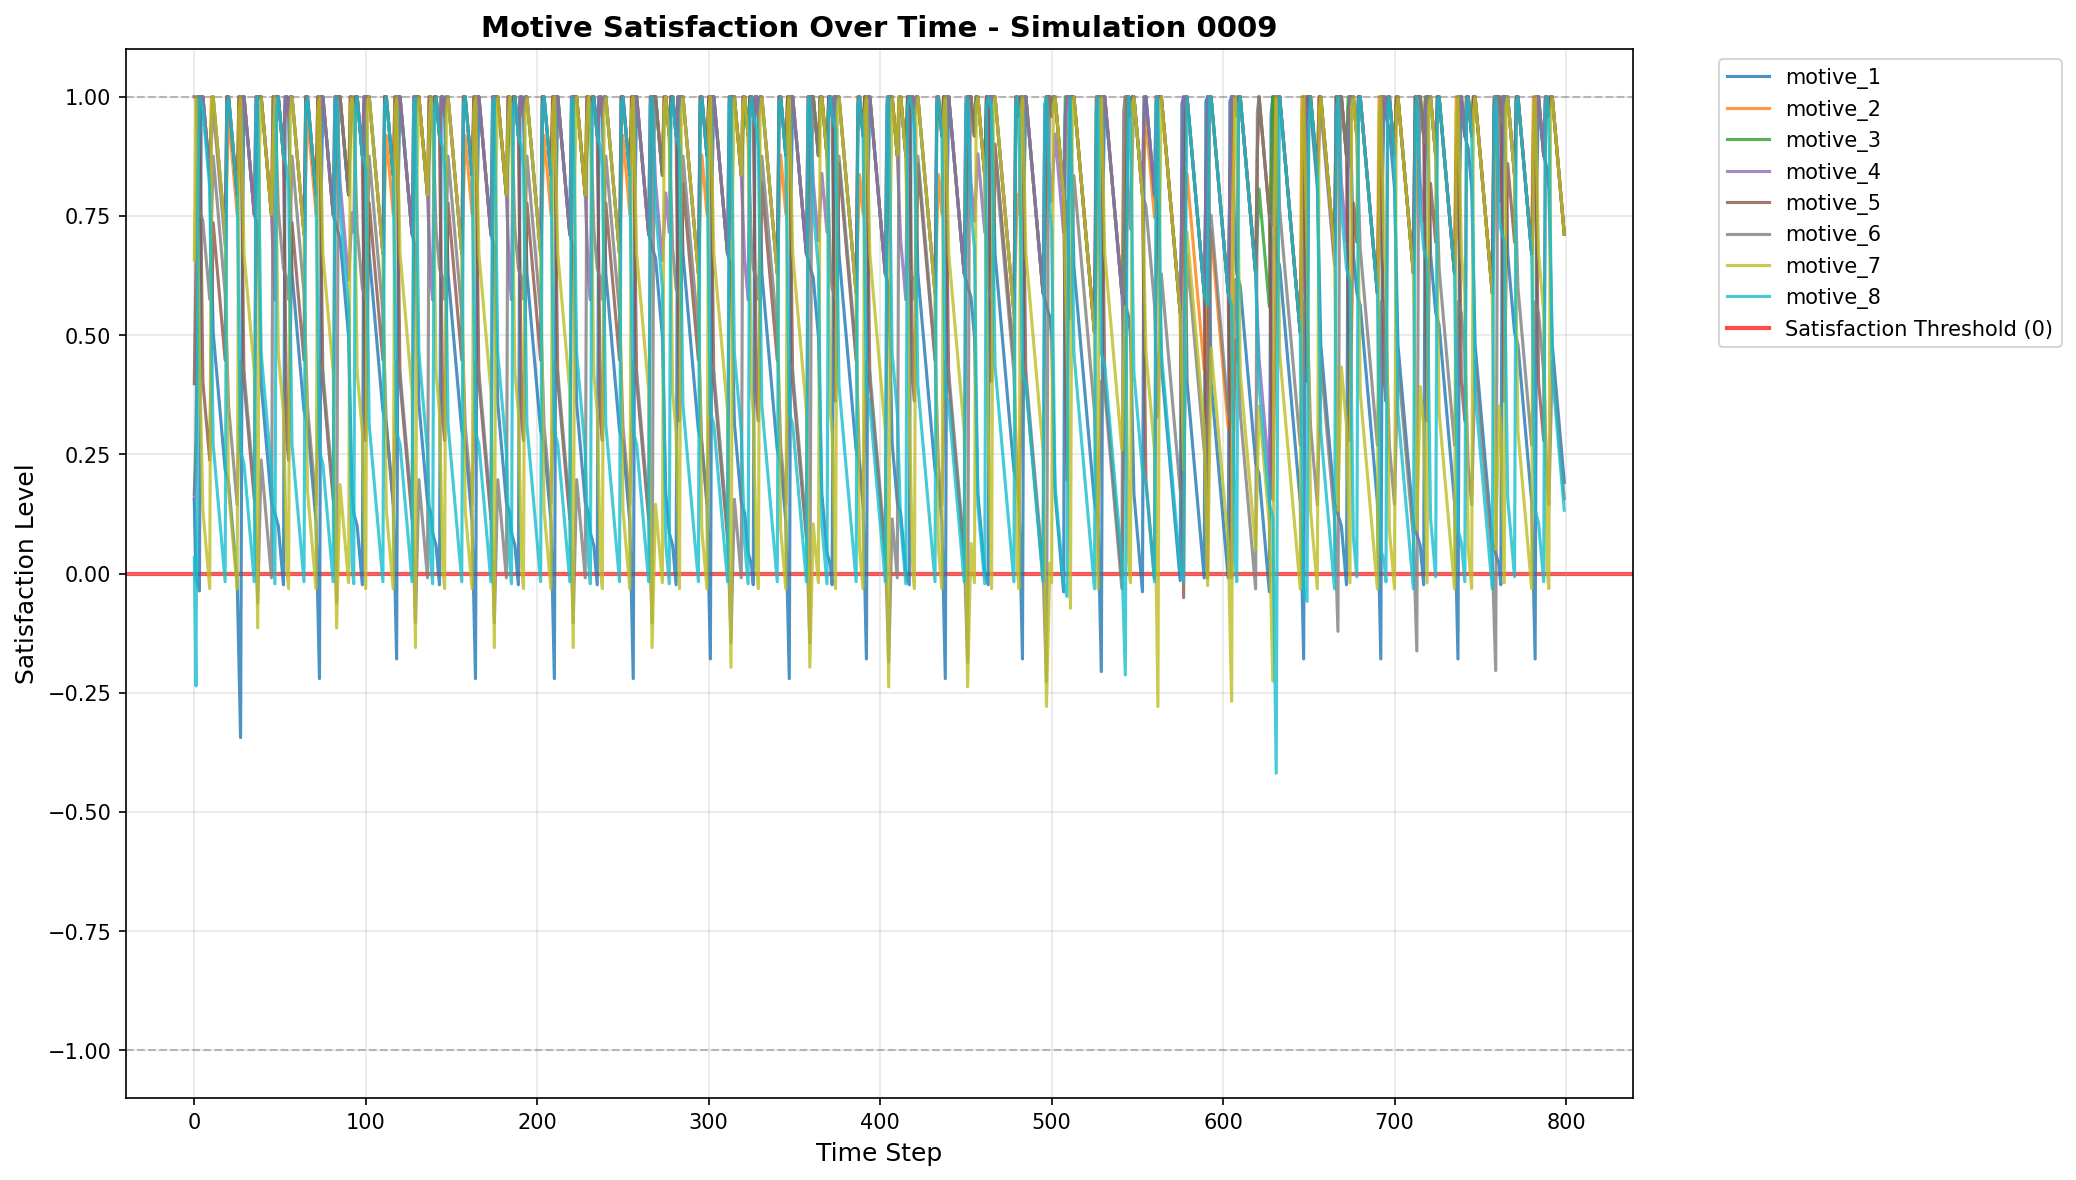 Motive Satisfaction Over Time - Simulation 0009
Satisfaction Level
1.00
0.75
0.50
0.25
0.00
−0.25
−0.50
−0.75
−1.00
0 100 200 300 400 500 600 700 800
Time Step
motive_1
motive_2
motive_3
motive_4
motive_5
motive_6
motive_7
motive_8
Satisfaction Threshold (0)